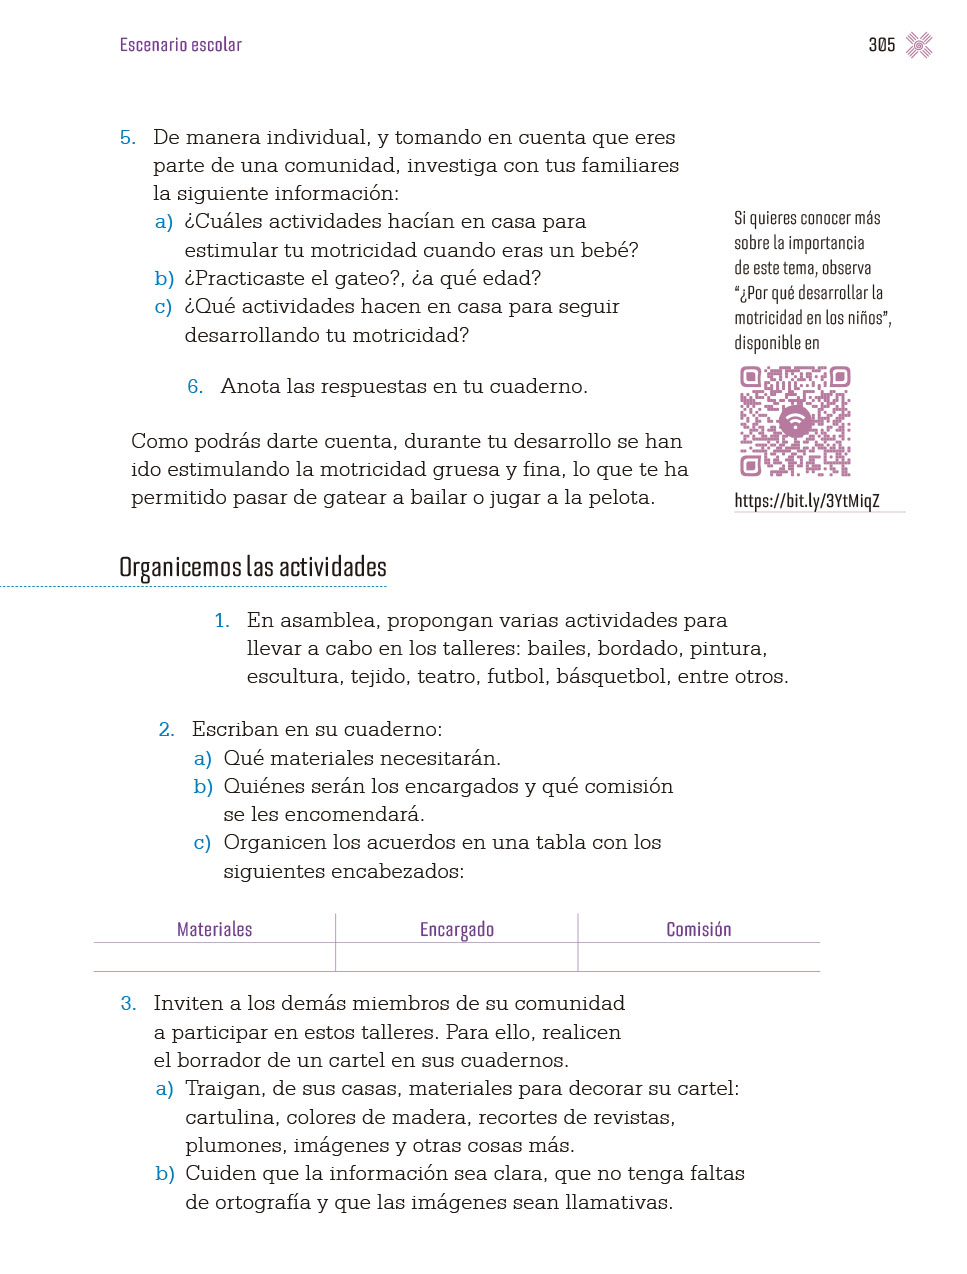 Escenario escolar
305
5. De manera individual, y tomando en cuenta que eres
parte de una comunidad, investiga con tus familiares
la siguiente información:
a) ¿Cuáles actividades hacían en casa para
estimular tu motricidad cuando eras un bebé?
b) ¿Practicaste el gateo?, ¿a qué edad?
c) ¿Qué actividades hacen en casa para seguir
desarrollando tu motricidad?
6. Anota las respuestas en tu cuaderno.
Como podrás darte cuenta, durante tu desarrollo se han
ido estimulando la motricidad gruesa y fina, lo que te ha
permitido pasar de gatear a bailar o jugar a la pelota.
Si quieres conocer más
sobre la importancia
de este tema, observa
“¿Por qué desarrollar la
motricidad en los niños”,
disponible en
https://bit.ly/3YtMiqZ
Organicemos las actividades
1. En asamblea, propongan varias actividades para
llevar a cabo en los talleres: bailes, bordado, pintura,
escultura, tejido, teatro, futbol, básquetbol, entre otros.
2. Escriban en su cuaderno:
a) Qué materiales necesitarán.
b) Quiénes serán los encargados y qué comisión
se les encomendará.
c) Organicen los acuerdos en una tabla con los
siguientes encabezados:
Materiales Encargado Comisión
3. Inviten a los demás miembros de su comunidad
a participar en estos talleres. Para ello, realicen
el borrador de un cartel en sus cuadernos.
a) Traigan, de sus casas, materiales para decorar su cartel:
cartulina, colores de madera, recortes de revistas,
plumones, imágenes y otras cosas más.
b) Cuiden que la información sea clara, que no tenga faltas
de ortografía y que las imágenes sean llamativas.